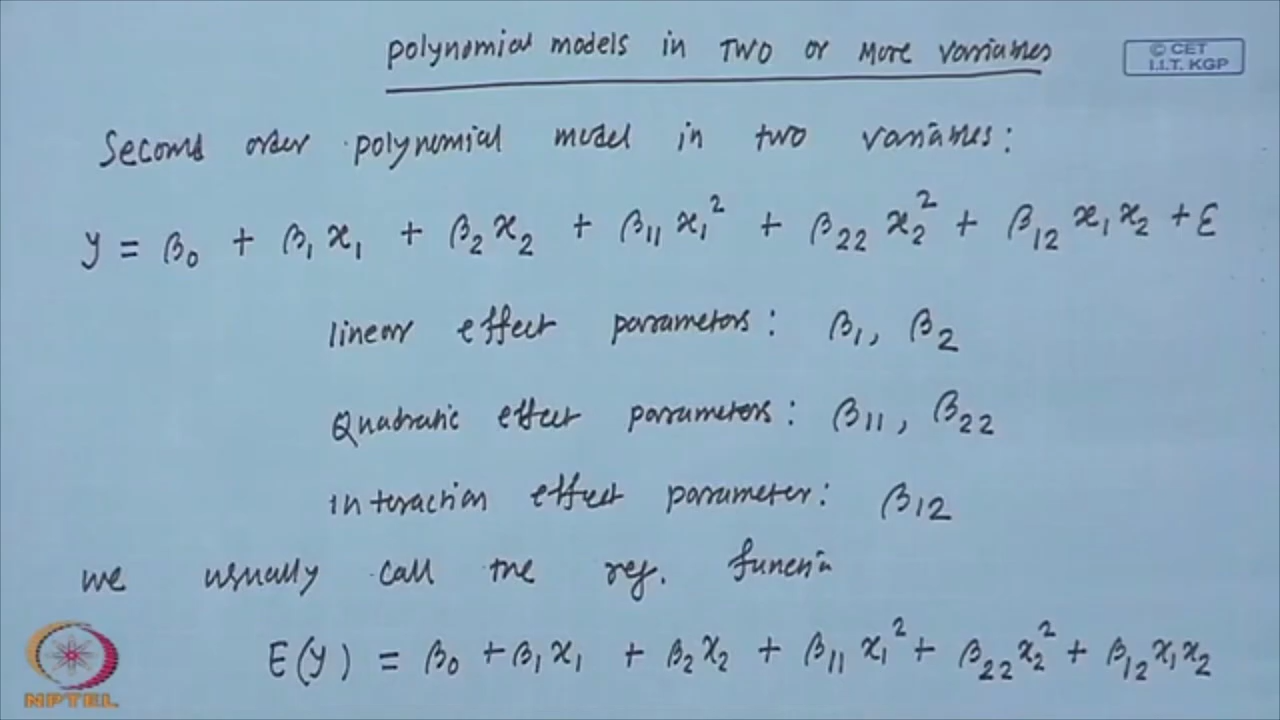 polynomial models in Two or More variables
© CET
I.I.T. KGP
Second order polynomial model in two variables:
y = β₀ + β₁x₁ + β₂x₂ + β₁₁x₁² + β₂₂x₂² + β₁₂x₁x₂ + ε
linear effect parameters: β₁, β₂
Quadratic effect parameters: β₁₁, β₂₂
interaction effect parameter: β₁₂
we usually call the reg. functin
E(y) = β₀ + β₁x₁ + β₂x₂ + β₁₁x₁² + β₂₂x₂² + β₁₂x₁x₂
NPTEL